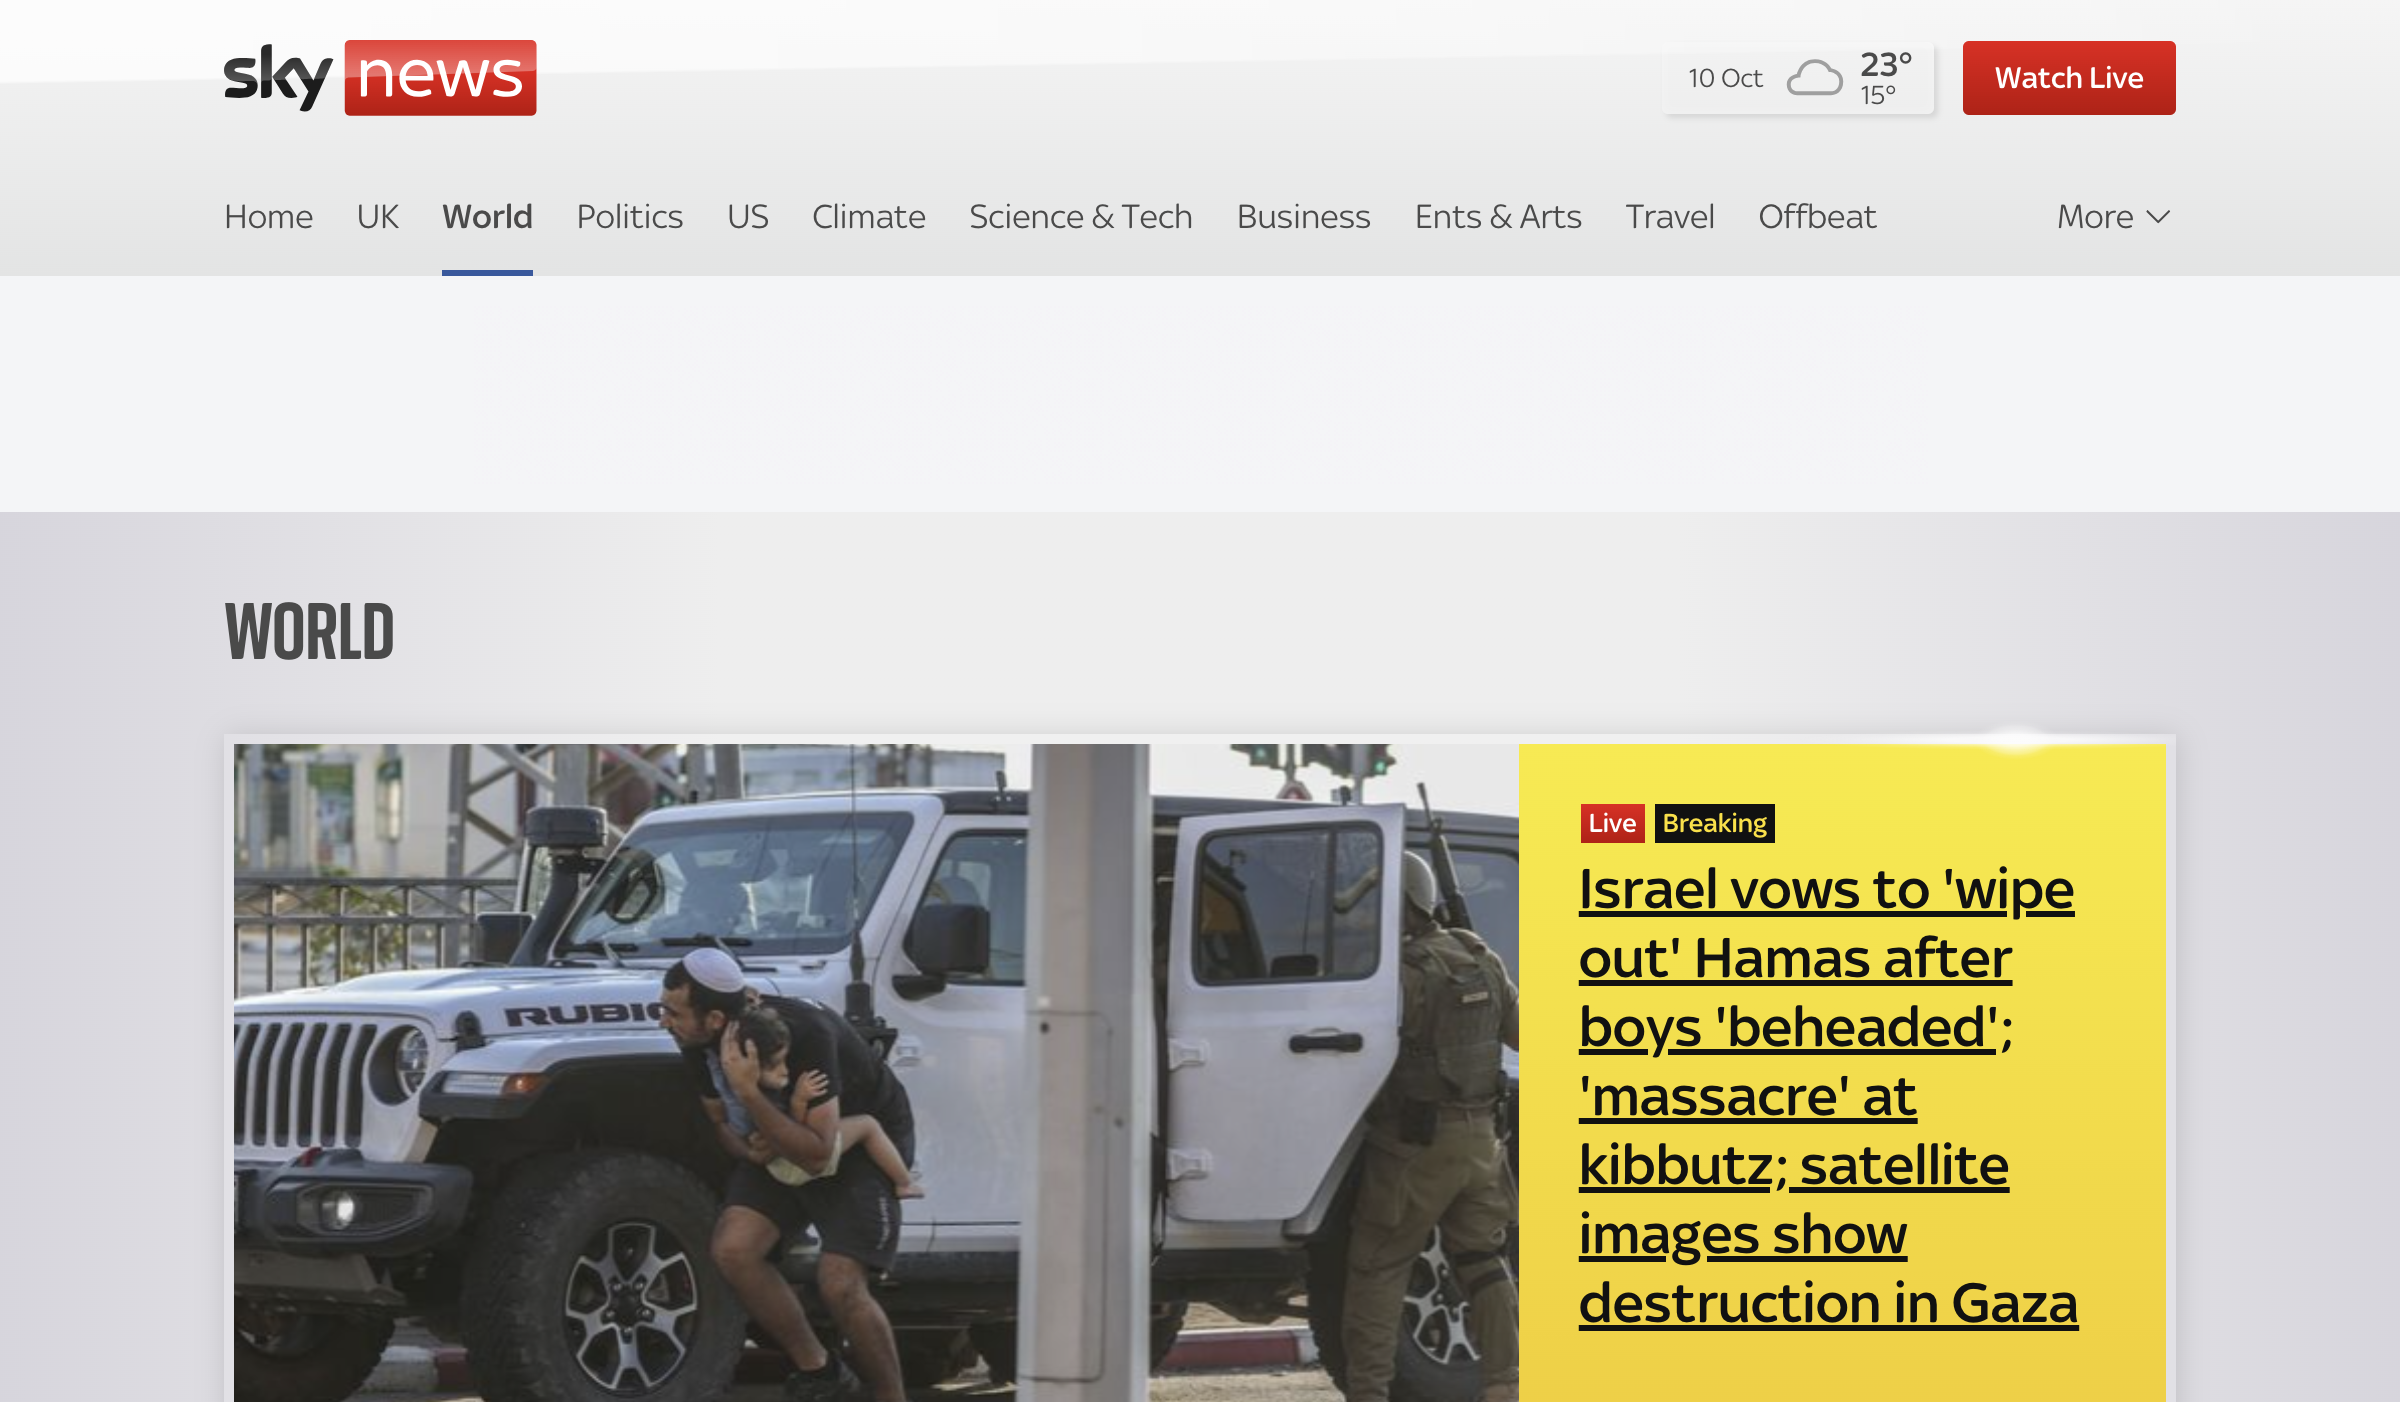 sky news
10 Oct
23°
15°
Watch Live
Home UK World Politics US Climate Science & Tech Business Ents & Arts Travel Offbeat More
WORLD
RUBIC
Live Breaking
Israel vows to 'wipe
out' Hamas after
boys 'beheaded';
'massacre' at
kibbutz; satellite
images show
destruction in Gaza